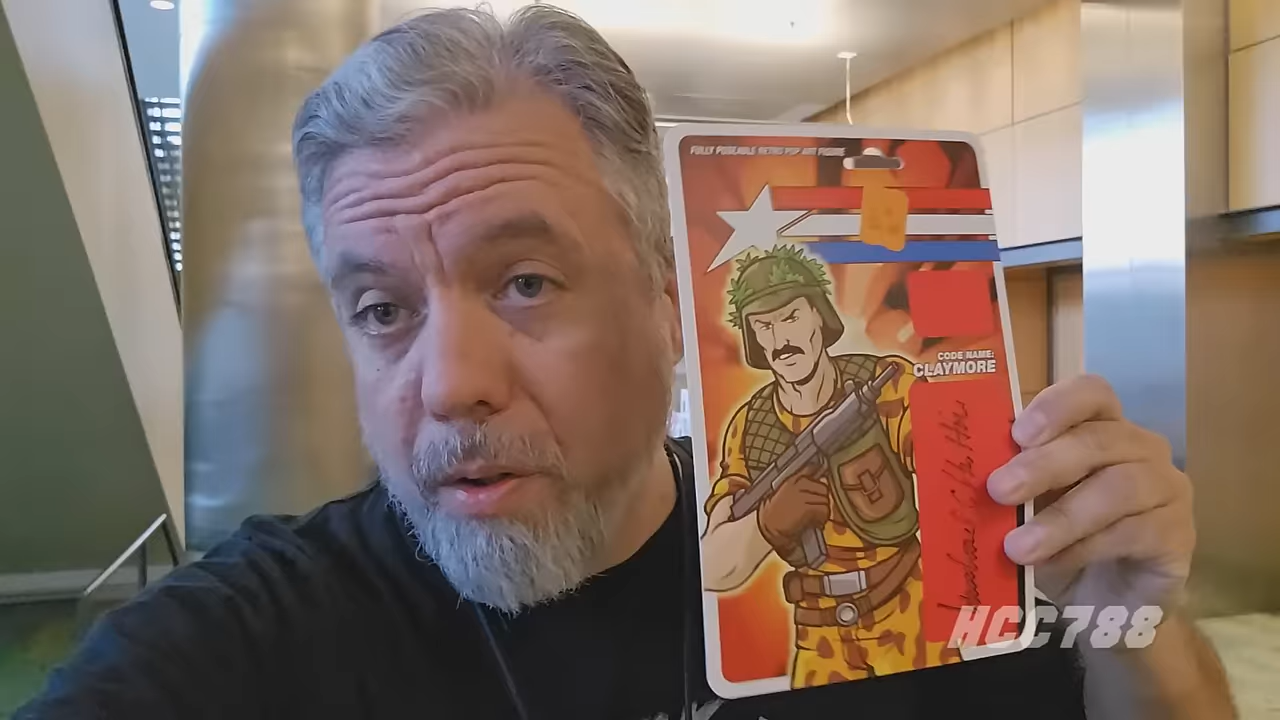 FULLY POSEABLE RETRO POP ART FIGURE
CODE NAME:
CLAYMORE
HCC788